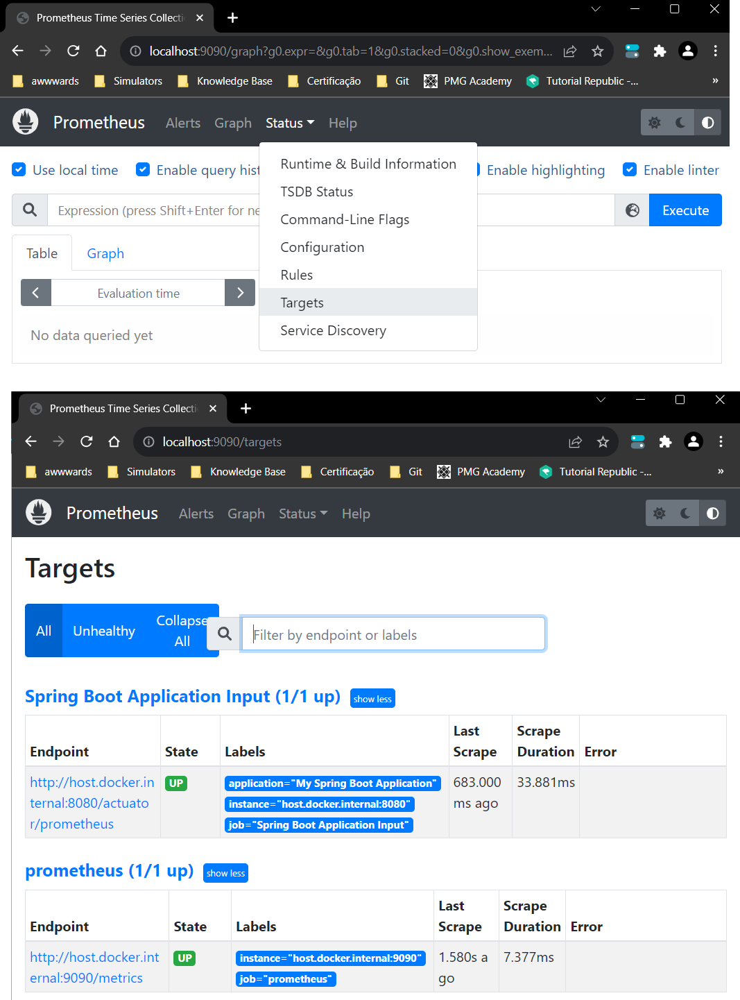 Prometheus Time Series Collecti
localhost:9090/graph?g0.expr=&g0.tab=1&g0.stacked=0&g0.show_exem...
awwwards Simulators Knowledge Base Certificação Git PMG Academy Tutorial Republic -... »
Prometheus Alerts Graph Status Help
Runtime & Build Information
TSDB Status
Command-Line Flags
Configuration
Rules
Targets
Service Discovery
Use local time Enable query hist Enable highlighting Enable linter
Expression (press Shift+Enter for ne Execute
Table Graph
Evaluation time
No data queried yet
Prometheus Time Series Collecti
localhost:9090/targets
awwwards Simulators Knowledge Base Certificação Git PMG Academy Tutorial Republic -... »
Prometheus Alerts Graph Status Help
Targets
All Unhealthy Collapse
All
Filter by endpoint or labels
Spring Boot Application Input (1/1 up) show less
Endpoint State Labels Last Scrape Scrape Duration Error
http://host.docker.in UP application="My Spring Boot Application" 683.000 33.881ms
ternal:8080/actuato instance="host.docker.internal:8080" ms ago
r/prometheus job="Spring Boot Application Input"
prometheus (1/1 up) show less
Endpoint State Labels Last Scrape Scrape Duration Error
http://host.docker.int UP instance="host.docker.internal:9090" 1.580s a 7.377ms
ernal:9090/metrics job="prometheus" go